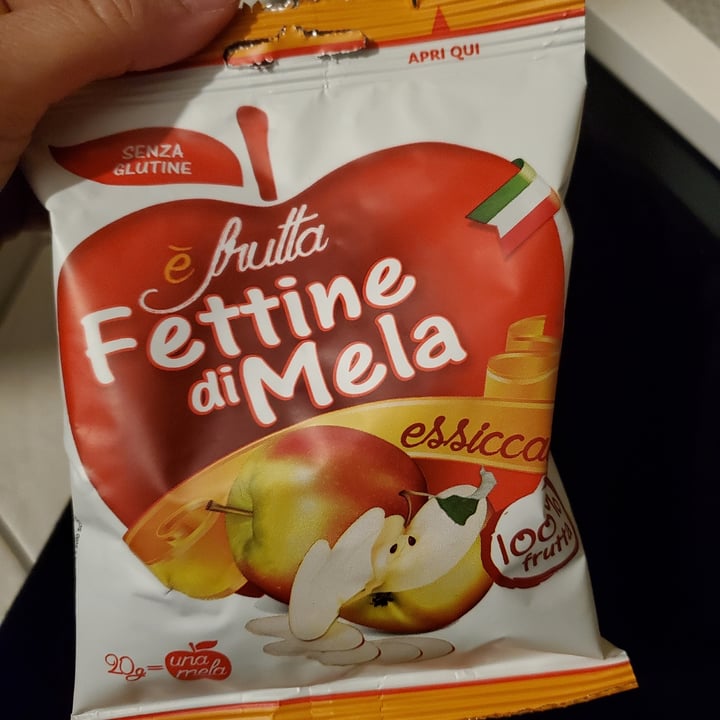 APRI QUI
SENZA
GLUTINE
è frutta
Fettine
di Mela
essicca
100%
frutta
20g=
una
mela